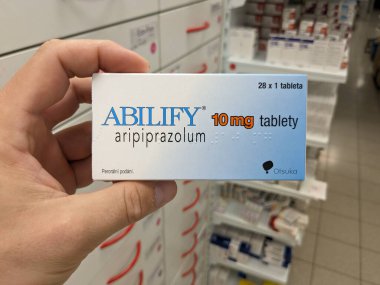 28 x 1 tableta
ABILIFY® 10 mg tablety
aripiprazolum
Perorální podání
Otsuka